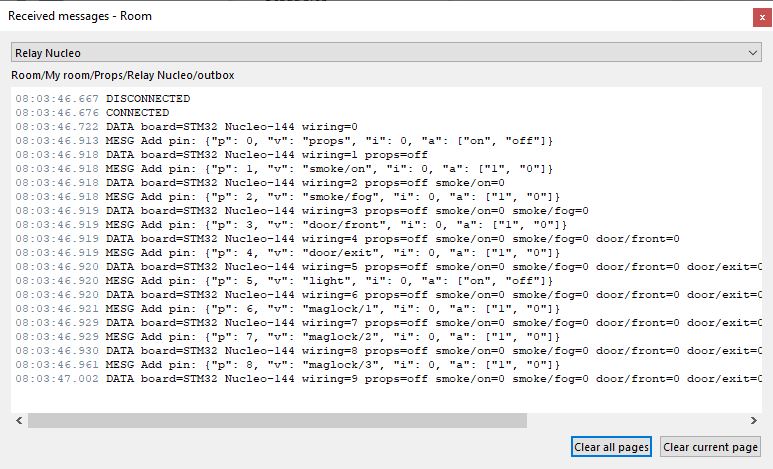 Received messages - Room
x
Relay Nucleo
Room/My room/Props/Relay Nucleo/outbox
08:03:46.667 DISCONNECTED
08:03:46.676 CONNECTED
08:03:46.722 DATA board=STM32 Nucleo-144 wiring=0
08:03:46.913 MESG Add pin: {"p": 0, "v": "props", "i": 0, "a": ["on", "off"]}
08:03:46.918 DATA board=STM32 Nucleo-144 wiring=1 props=off
08:03:46.918 MESG Add pin: {"p": 1, "v": "smoke/on", "i": 0, "a": ["1", "0"]}
08:03:46.918 DATA board=STM32 Nucleo-144 wiring=2 props=off smoke/on=0
08:03:46.918 MESG Add pin: {"p": 2, "v": "smoke/fog", "i": 0, "a": ["1", "0"]}
08:03:46.919 DATA board=STM32 Nucleo-144 wiring=3 props=off smoke/on=0 smoke/fog=0
08:03:46.919 MESG Add pin: {"p": 3, "v": "door/front", "i": 0, "a": ["1", "0"]}
08:03:46.919 DATA board=STM32 Nucleo-144 wiring=4 props=off smoke/on=0 smoke/fog=0 door/front=0
08:03:46.919 MESG Add pin: {"p": 4, "v": "door/exit", "i": 0, "a": ["1", "0"]}
08:03:46.920 DATA board=STM32 Nucleo-144 wiring=5 props=off smoke/on=0 smoke/fog=0 door/front=0 door/exit=0
08:03:46.920 MESG Add pin: {"p": 5, "v": "light", "i": 0, "a": ["on", "off"]}
08:03:46.920 DATA board=STM32 Nucleo-144 wiring=6 props=off smoke/on=0 smoke/fog=0 door/front=0 door/exit=0
08:03:46.921 MESG Add pin: {"p": 6, "v": "maglock/1", "i": 0, "a": ["1", "0"]}
08:03:46.929 DATA board=STM32 Nucleo-144 wiring=7 props=off smoke/on=0 smoke/fog=0 door/front=0 door/exit=0
08:03:46.929 MESG Add pin: {"p": 7, "v": "maglock/2", "i": 0, "a": ["1", "0"]}
08:03:46.930 DATA board=STM32 Nucleo-144 wiring=8 props=off smoke/on=0 smoke/fog=0 door/front=0 door/exit=0
08:03:46.961 MESG Add pin: {"p": 8, "v": "maglock/3", "i": 0, "a": ["1", "0"]}
08:03:47.002 DATA board=STM32 Nucleo-144 wiring=9 props=off smoke/on=0 smoke/fog=0 door/front=0 door/exit=0
Clear all pages
Clear current page